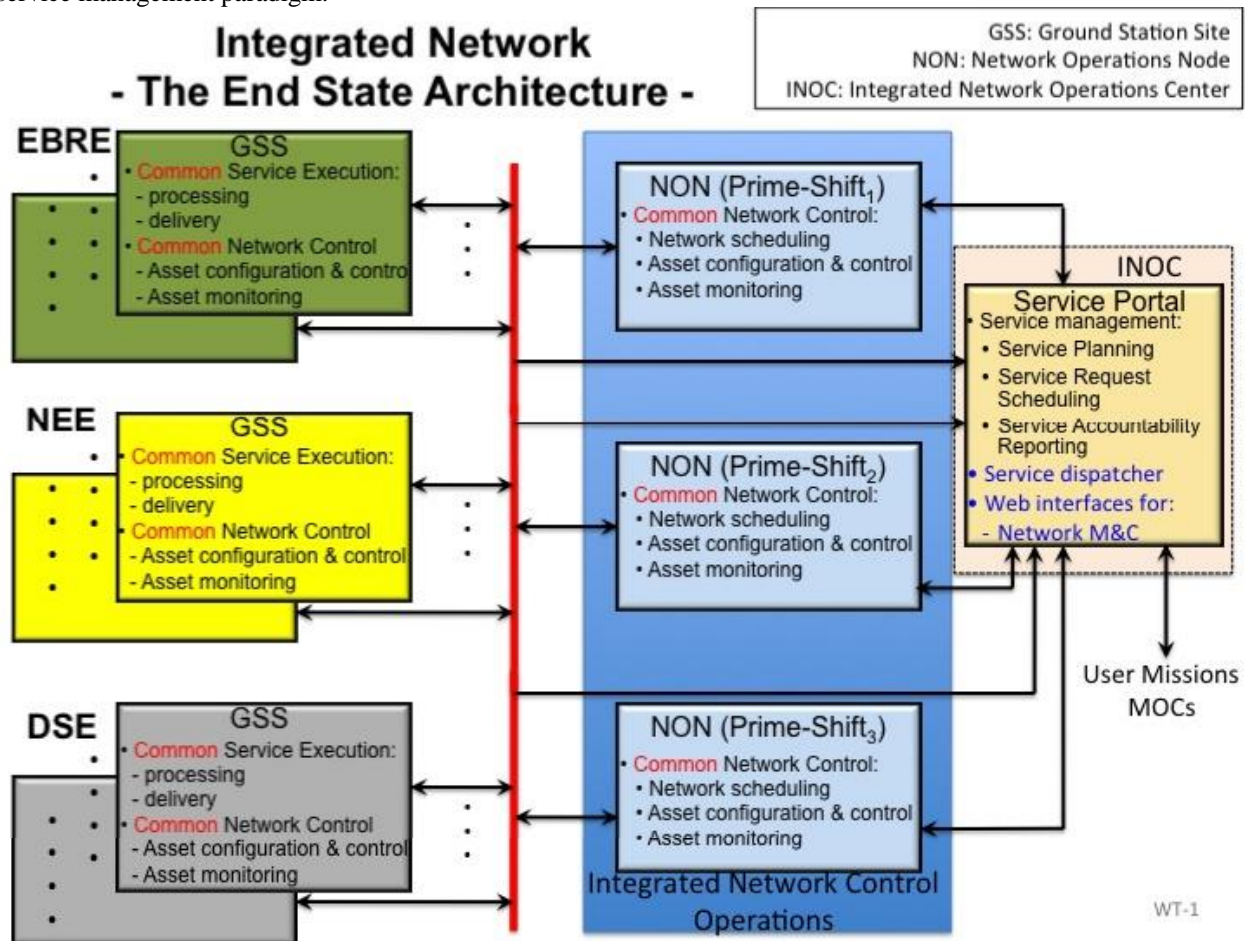 service management paradigm.
Integrated Network
- The End State Architecture -
GSS: Ground Station Site
NON: Network Operations Node
INOC: Integrated Network Operations Center
EBRE
GSS
• Common Service Execution:
- processing
- delivery
• Common Network Control
- Asset configuration & contro
- Asset monitoring
NEE
GSS
• Common Service Execution:
- processing
- delivery
• Common Network Control
- Asset configuration & control
- Asset monitoring
DSE
GSS
• Common Service Execution:
- processing
- delivery
• Common Network Control
- Asset configuration & control
- Asset monitoring
NON (Prime-Shift₁)
• Common Network Control:
• Network scheduling
• Asset configuration & control
• Asset monitoring
NON (Prime-Shift₂)
• Common Network Control:
• Network scheduling
• Asset configuration & control
• Asset monitoring
NON (Prime-Shift₃)
• Common Network Control:
• Network scheduling
• Asset configuration & control
• Asset monitoring
Integrated Network Control
Operations
INOC
Service Portal
• Service management:
• Service Planning
• Service Request
Scheduling
• Service Accountability
Reporting
• Service dispatcher
• Web interfaces for:
- Network M&C
User Missions
MOCs
WT-1